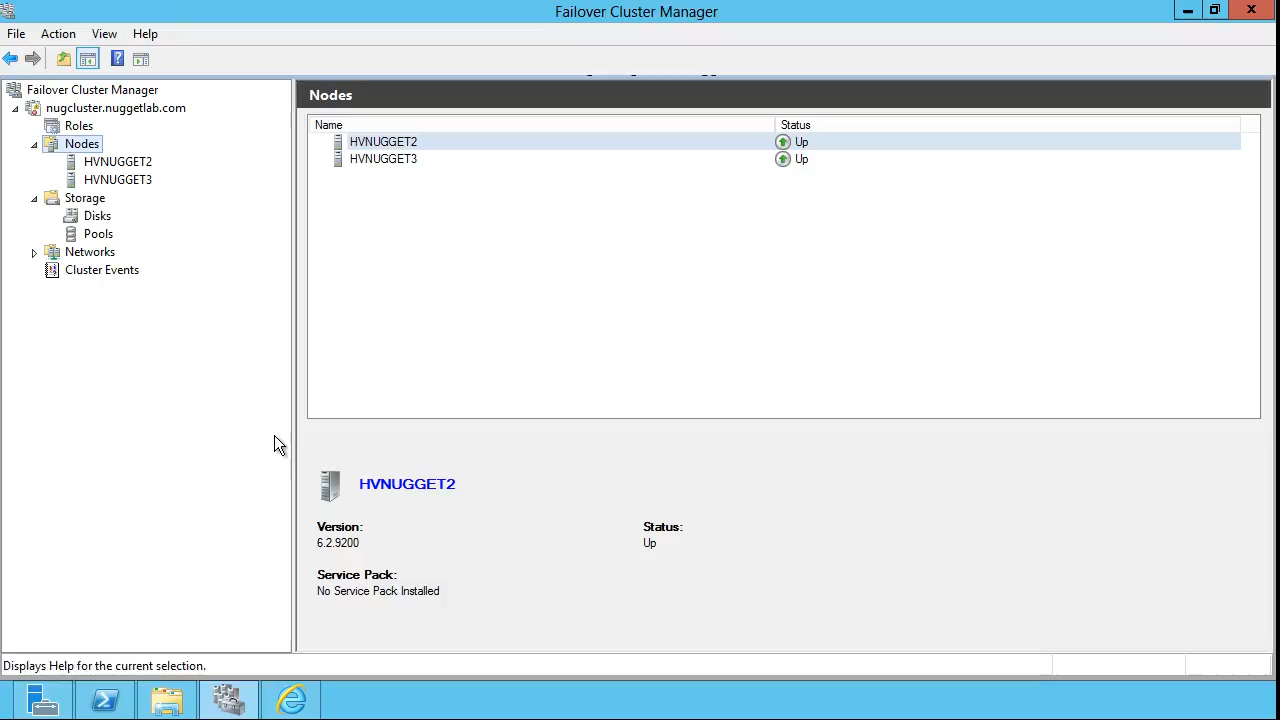 Failover Cluster Manager
File Action View Help
Failover Cluster Manager
nugcluster.nuggetlab.com
Roles
Nodes
HVNUGGET2
HVNUGGET3
Storage
Disks
Pools
Networks
Cluster Events
Nodes
Name Status
HVNUGGET2 Up
HVNUGGET3 Up
HVNUGGET2
Version: Status:
6.2.9200 Up
Service Pack:
No Service Pack Installed
Displays Help for the current selection.